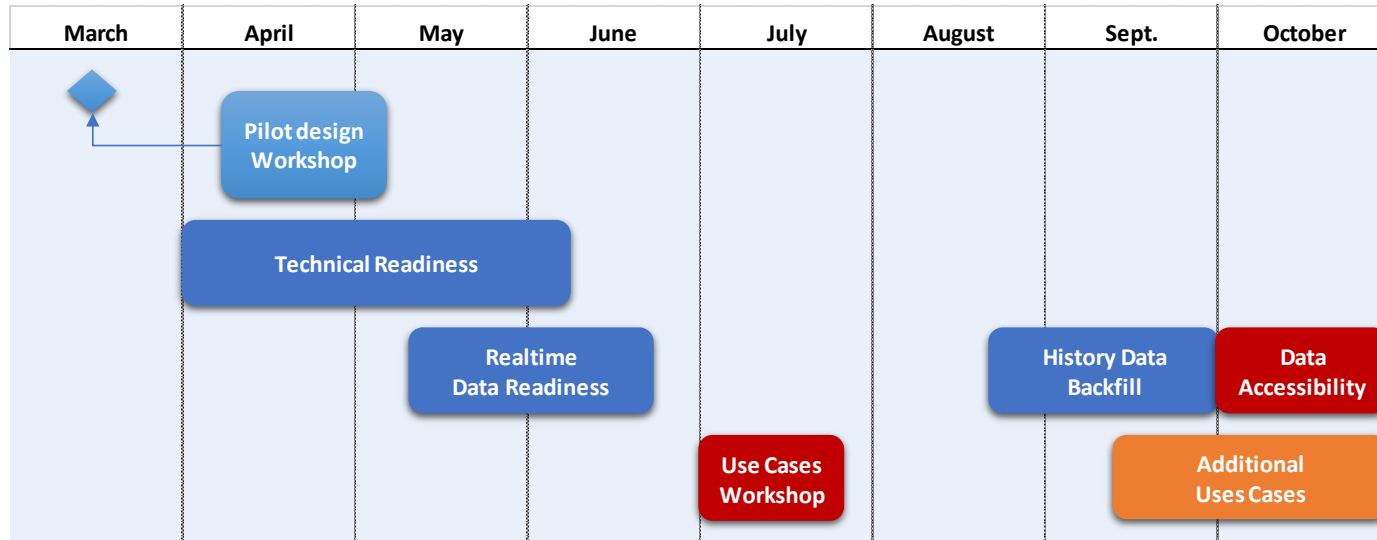 March April May June July August Sept. October
Pilot design
Workshop
Technical Readiness
Realtime
Data Readiness
History Data
Backfill
Data
Accessibility
Use Cases
Workshop
Additional
Uses Cases